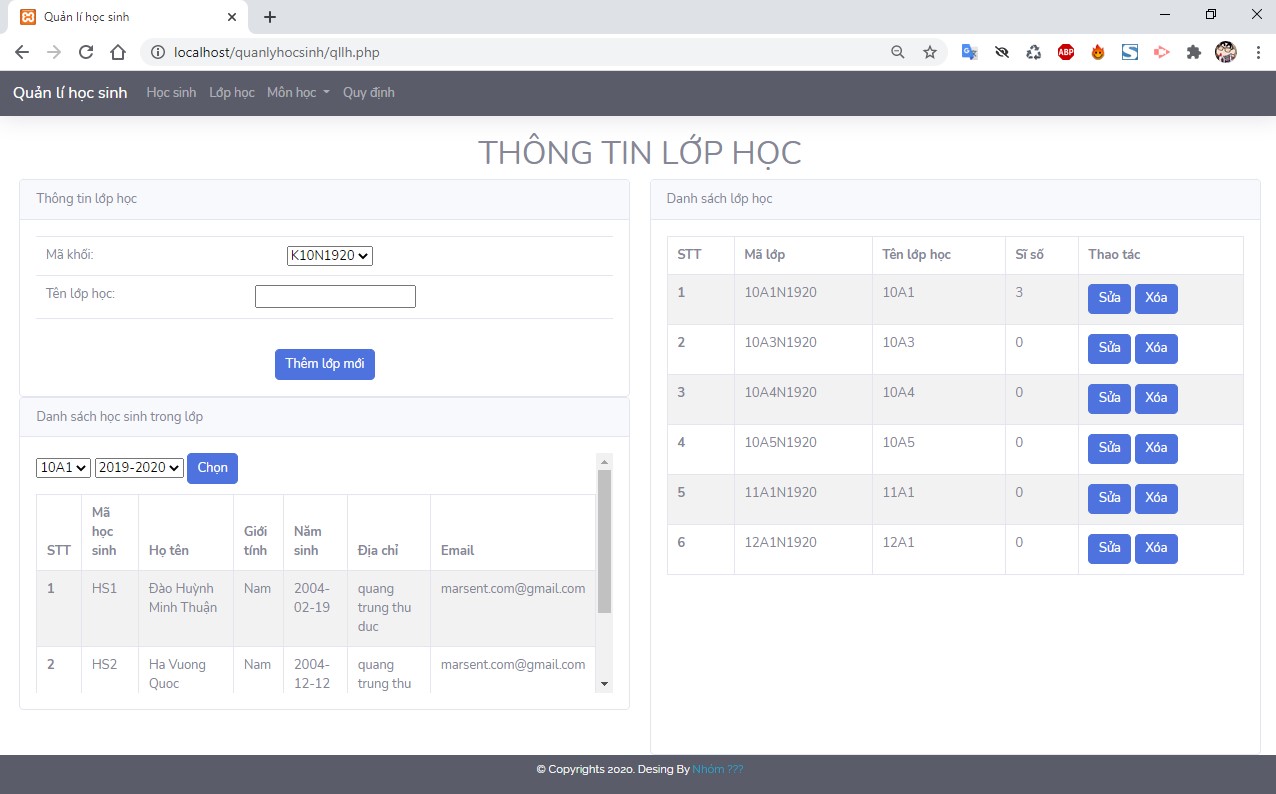 Quản lí học sinh
localhost/quanlyhocsinh/qllh.php
ABP
Quản lí học sinh Học sinh Lớp học Môn học Quy định
THÔNG TIN LỚP HỌC
Thông tin lớp học
Mã khối: K10N1920
Tên lớp học:
Thêm lớp mới
Danh sách học sinh trong lớp
10A1 2019-2020 Chọn
STT Mã học sinh Họ tên Giới tính Năm sinh Địa chỉ Email
1 HS1 Đào Huỳnh Minh Thuận Nam 2004-02-19 quang trung thu duc marsent.com@gmail.com
2 HS2 Ha Vuong Quoc Nam 2004-12-12 quang trung thu marsent.com@gmail.com
Danh sách lớp học
STT Mã lớp Tên lớp học Sĩ số Thao tác
1 10A1N1920 10A1 3 Sửa Xóa
2 10A3N1920 10A3 0 Sửa Xóa
3 10A4N1920 10A4 0 Sửa Xóa
4 10A5N1920 10A5 0 Sửa Xóa
5 11A1N1920 11A1 0 Sửa Xóa
6 12A1N1920 12A1 0 Sửa Xóa
© Copyrights 2020. Desing By Nhóm ???